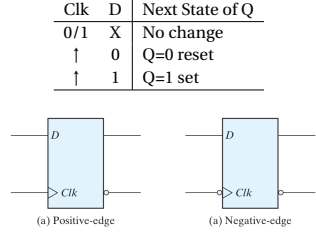 Clk D Next State of Q
0/1 X No change
↑ 0 Q=0 reset
↑ 1 Q=1 set
D D
Clk Clk
(a) Positive-edge (a) Negative-edge